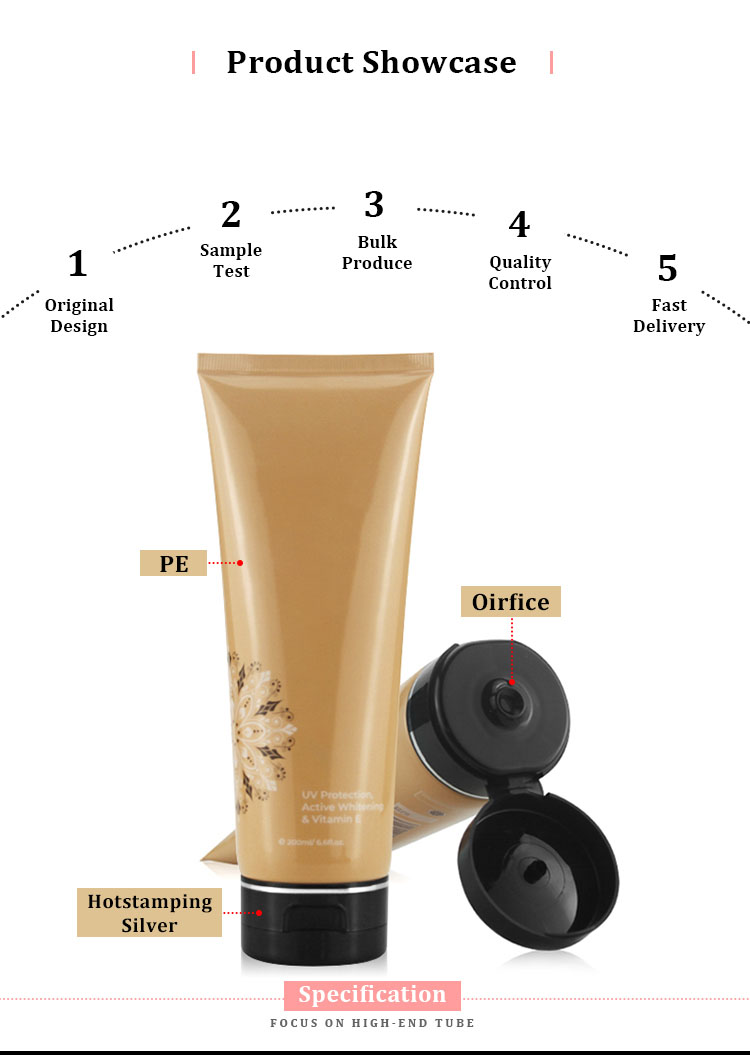 Product Showcase
1
Original
Design
2
Sample
Test
3
Bulk
Produce
4
Quality
Control
5
Fast
Delivery
PE
Oirfice
UV Protection,
Active Whitening
& Vitamin E
Hotstamping
Silver
Specification
FOCUS ON HIGH-END TUBE